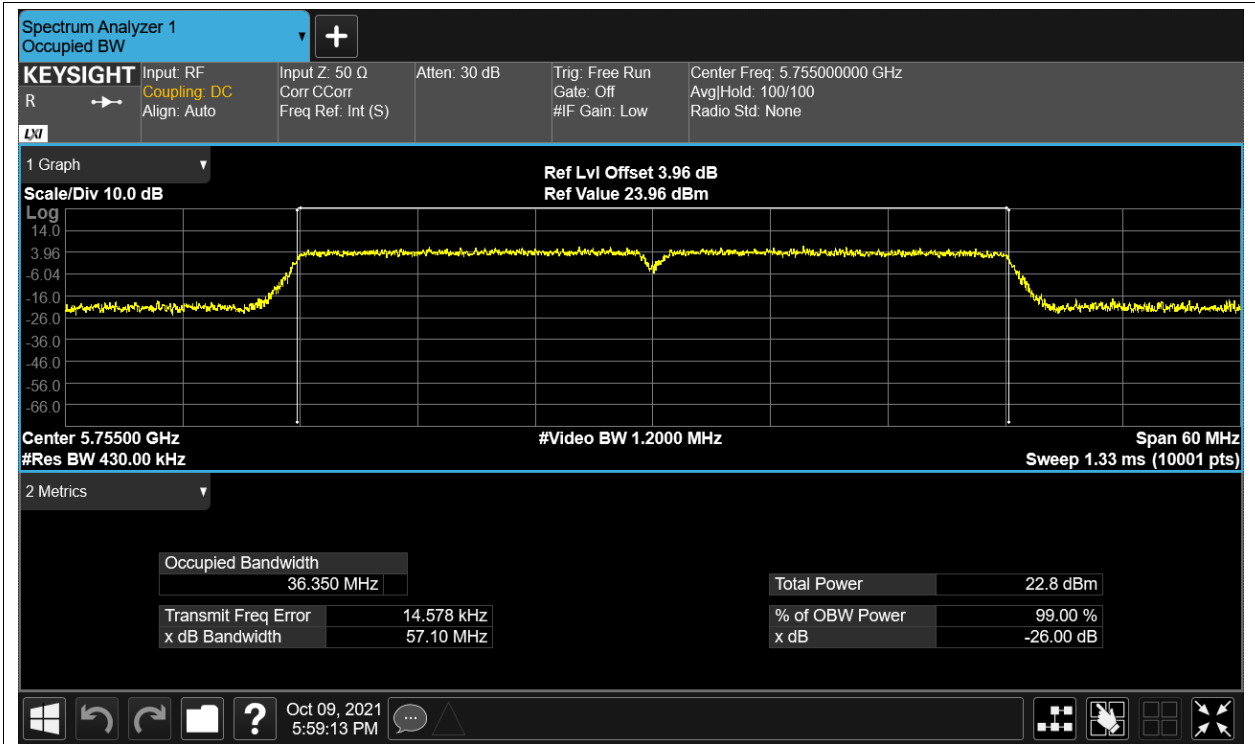 Spectrum Analyzer 1
Occupied BW
KEYSIGHT
R
LXI
Input: RF
Coupling: DC
Align: Auto
Input Z: 50 Ω
Corr CCorr
Freq Ref: Int (S)
Atten: 30 dB
Trig: Free Run
Gate: Off
#IF Gain: Low
Center Freq: 5.755000000 GHz
Avg|Hold: 100/100
Radio Std: None
1 Graph
Scale/Div 10.0 dB
Ref Lvl Offset 3.96 dB
Ref Value 23.96 dBm
Log
14.0
3.96
-6.04
-16.0
-26.0
-36.0
-46.0
-56.0
-66.0
Center 5.75500 GHz
#Res BW 430.00 kHz
#Video BW 1.2000 MHz
Span 60 MHz
Sweep 1.33 ms (10001 pts)
2 Metrics
Occupied Bandwidth
36.350 MHz
Transmit Freq Error 14.578 kHz
x dB Bandwidth 57.10 MHz
Total Power 22.8 dBm
% of OBW Power 99.00 %
x dB -26.00 dB
?
Oct 09, 2021
5:59:13 PM